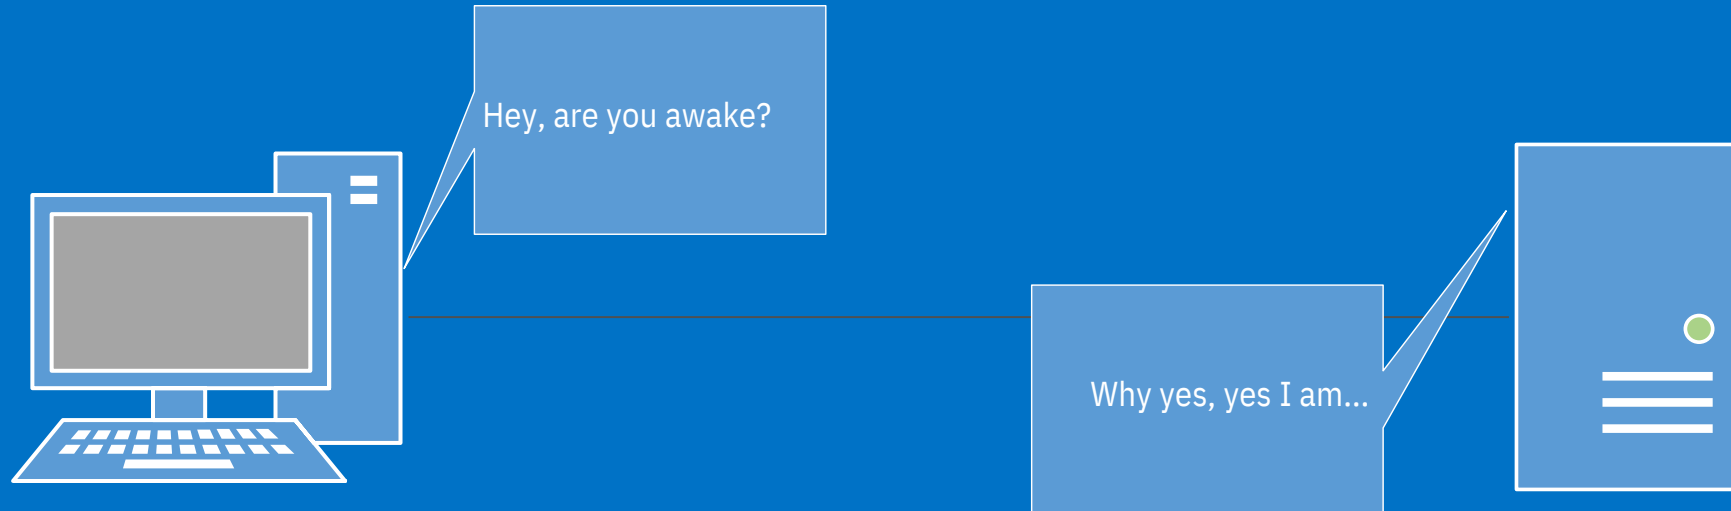 Hey, are you awake?
Why yes, yes I am...